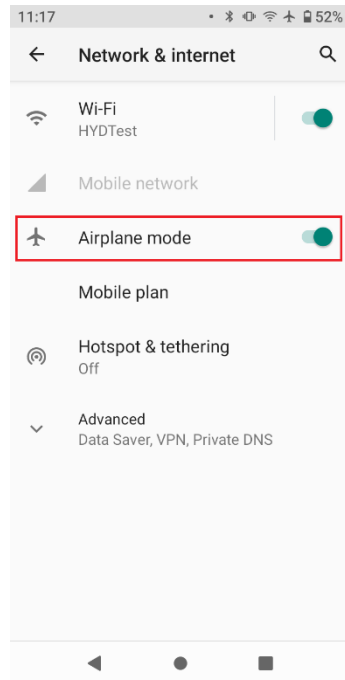 11:17 52%
Network & internet
Wi-Fi
HYDTest
Mobile network
Airplane mode
Mobile plan
Hotspot & tethering
Off
Advanced
Data Saver, VPN, Private DNS